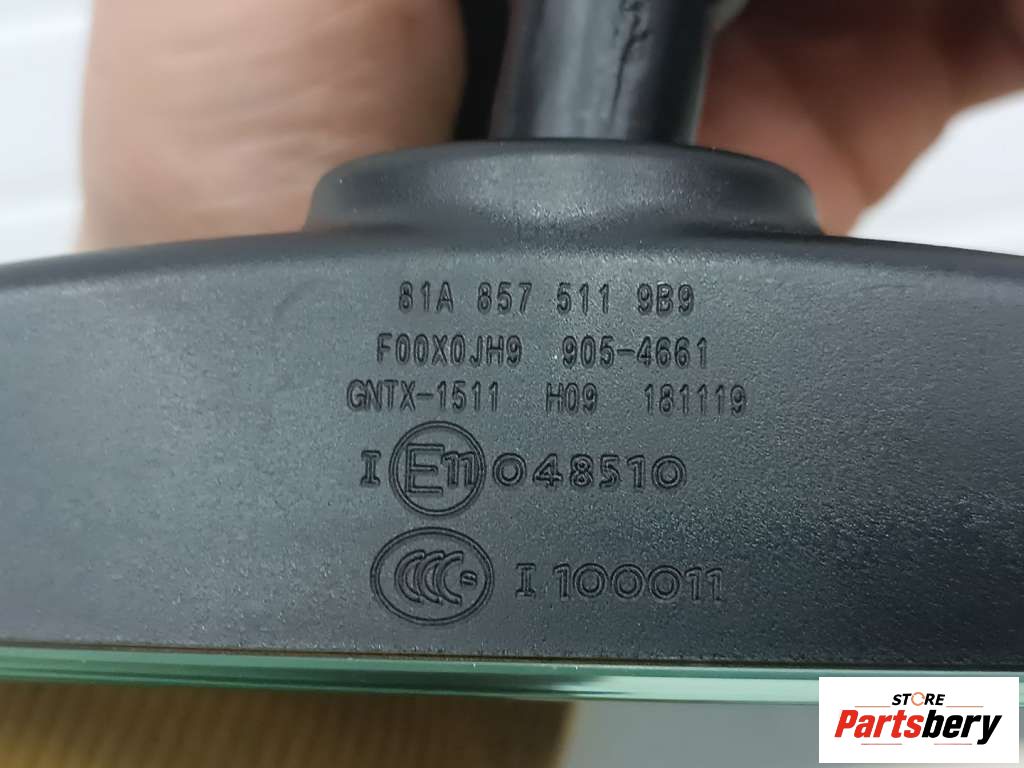 81A 857 511 9B9
F00X0JH9 905-4661
GNTX-1511 H09 181119
I E11 048510
CCC S I 100011
STORE
Partsbery